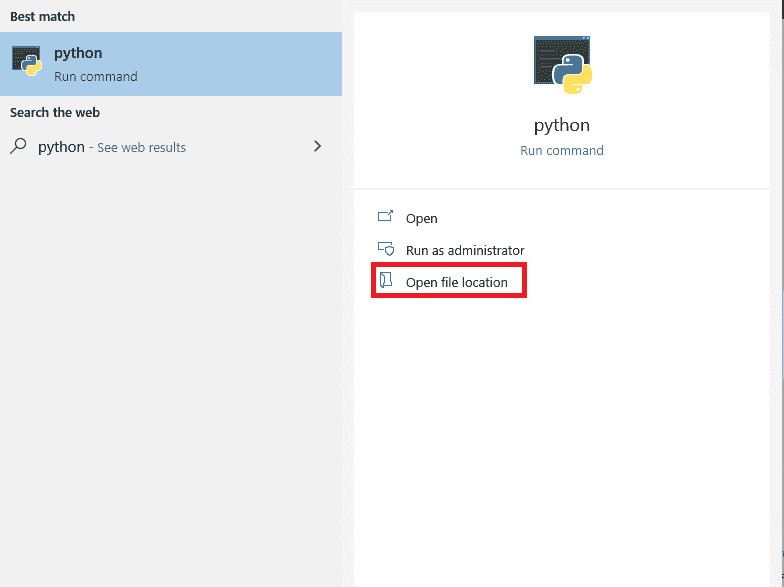 Best match
python
Run command
Search the web
python - See web results
python
Run command
Open
Run as administrator
Open file location